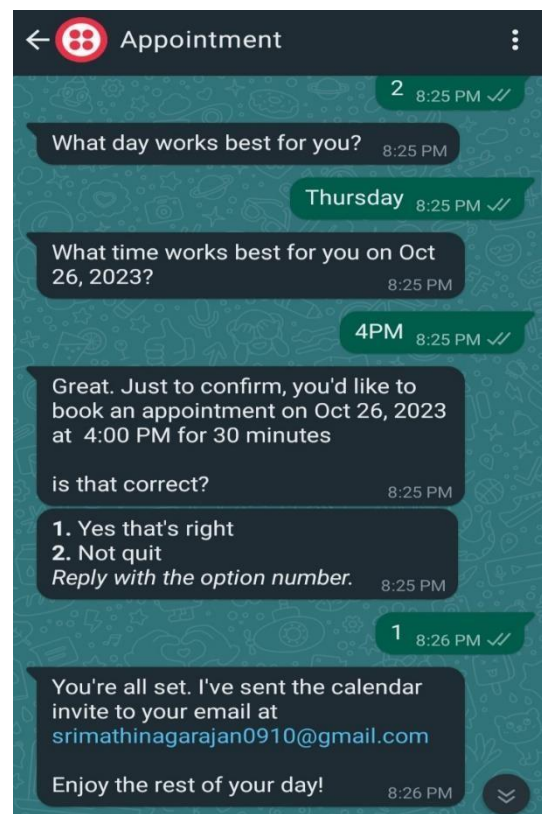 Appointment
2 8:25 PM
What day works best for you? 8:25 PM
Thursday 8:25 PM
What time works best for you on Oct
26, 2023?
8:25 PM
4PM 8:25 PM
Great. Just to confirm, you'd like to
book an appointment on Oct 26, 2023
at 4:00 PM for 30 minutes
is that correct?
8:25 PM
1. Yes that's right
2. Not quit
Reply with the option number. 8:25 PM
1 8:26 PM
You're all set. I've sent the calendar
invite to your email at
srimathinagarajan0910@gmail.com
Enjoy the rest of your day!
8:26 PM